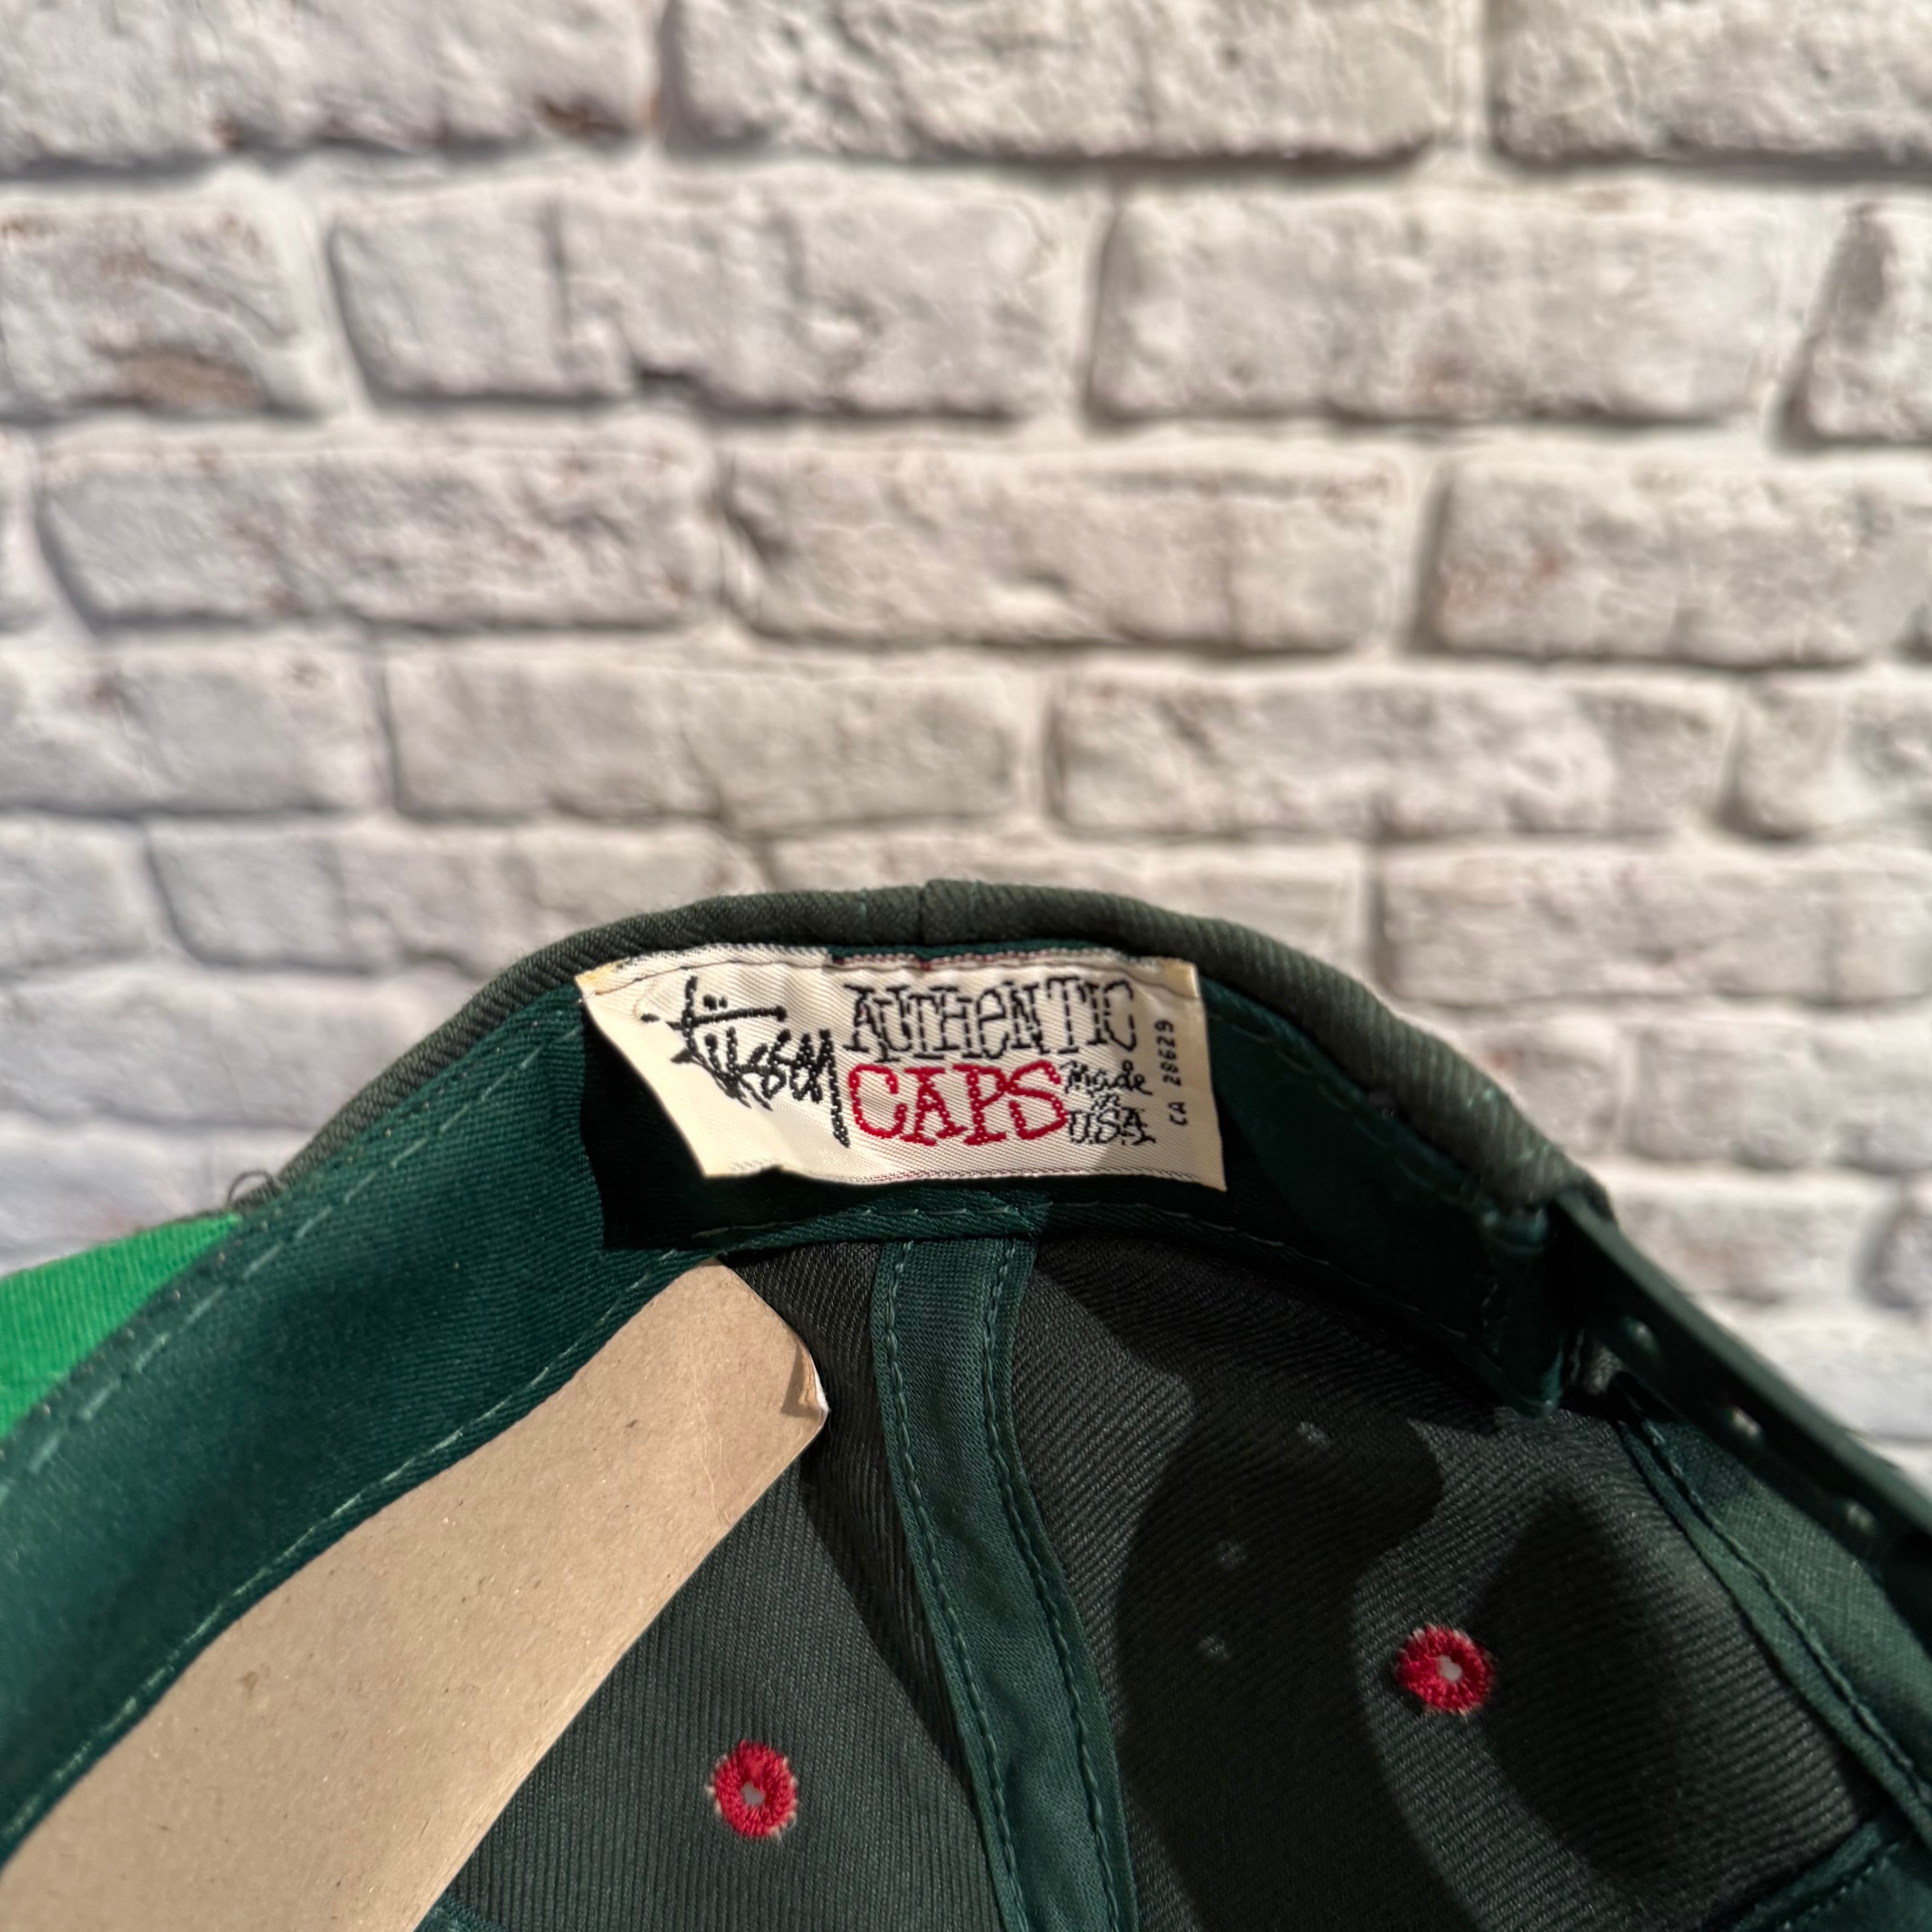 Stüssy
AUTHENTIC
CAPS
Made
in
U.S.A
CA 28629